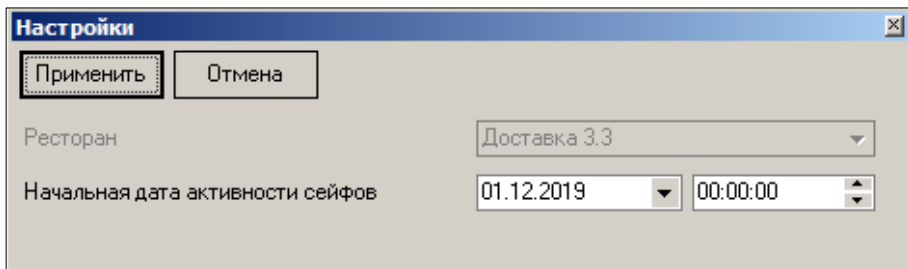 Настройки
Применить Отмена
Ресторан Доставка 3.3
Начальная дата активности сейфов 01.12.2019 00:00:00